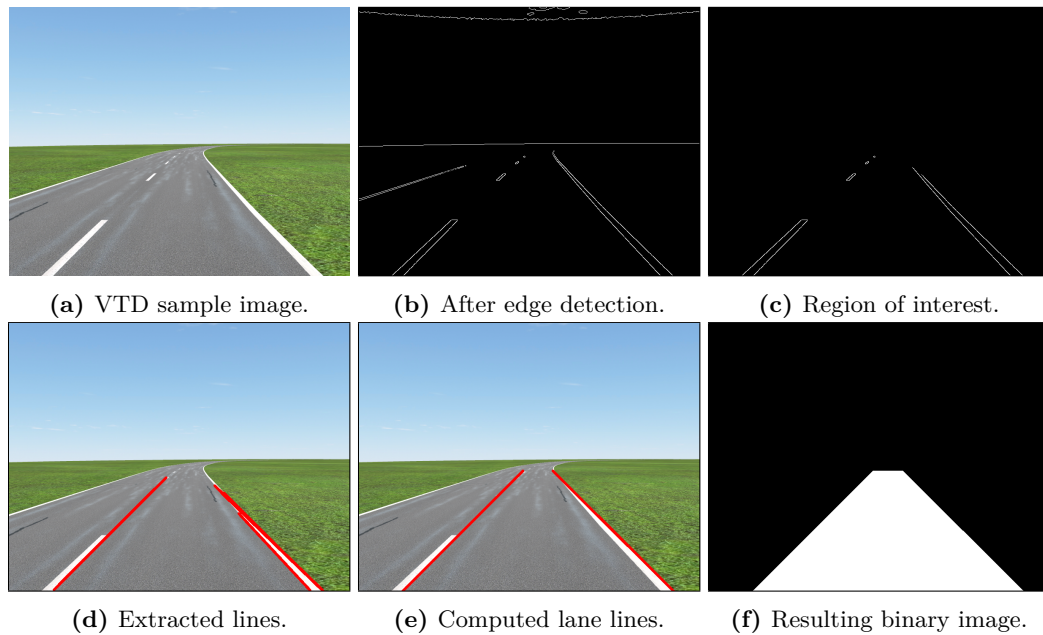 (a) VTD sample image.
(b) After edge detection.
(c) Region of interest.
(d) Extracted lines.
(e) Computed lane lines.
(f) Resulting binary image.